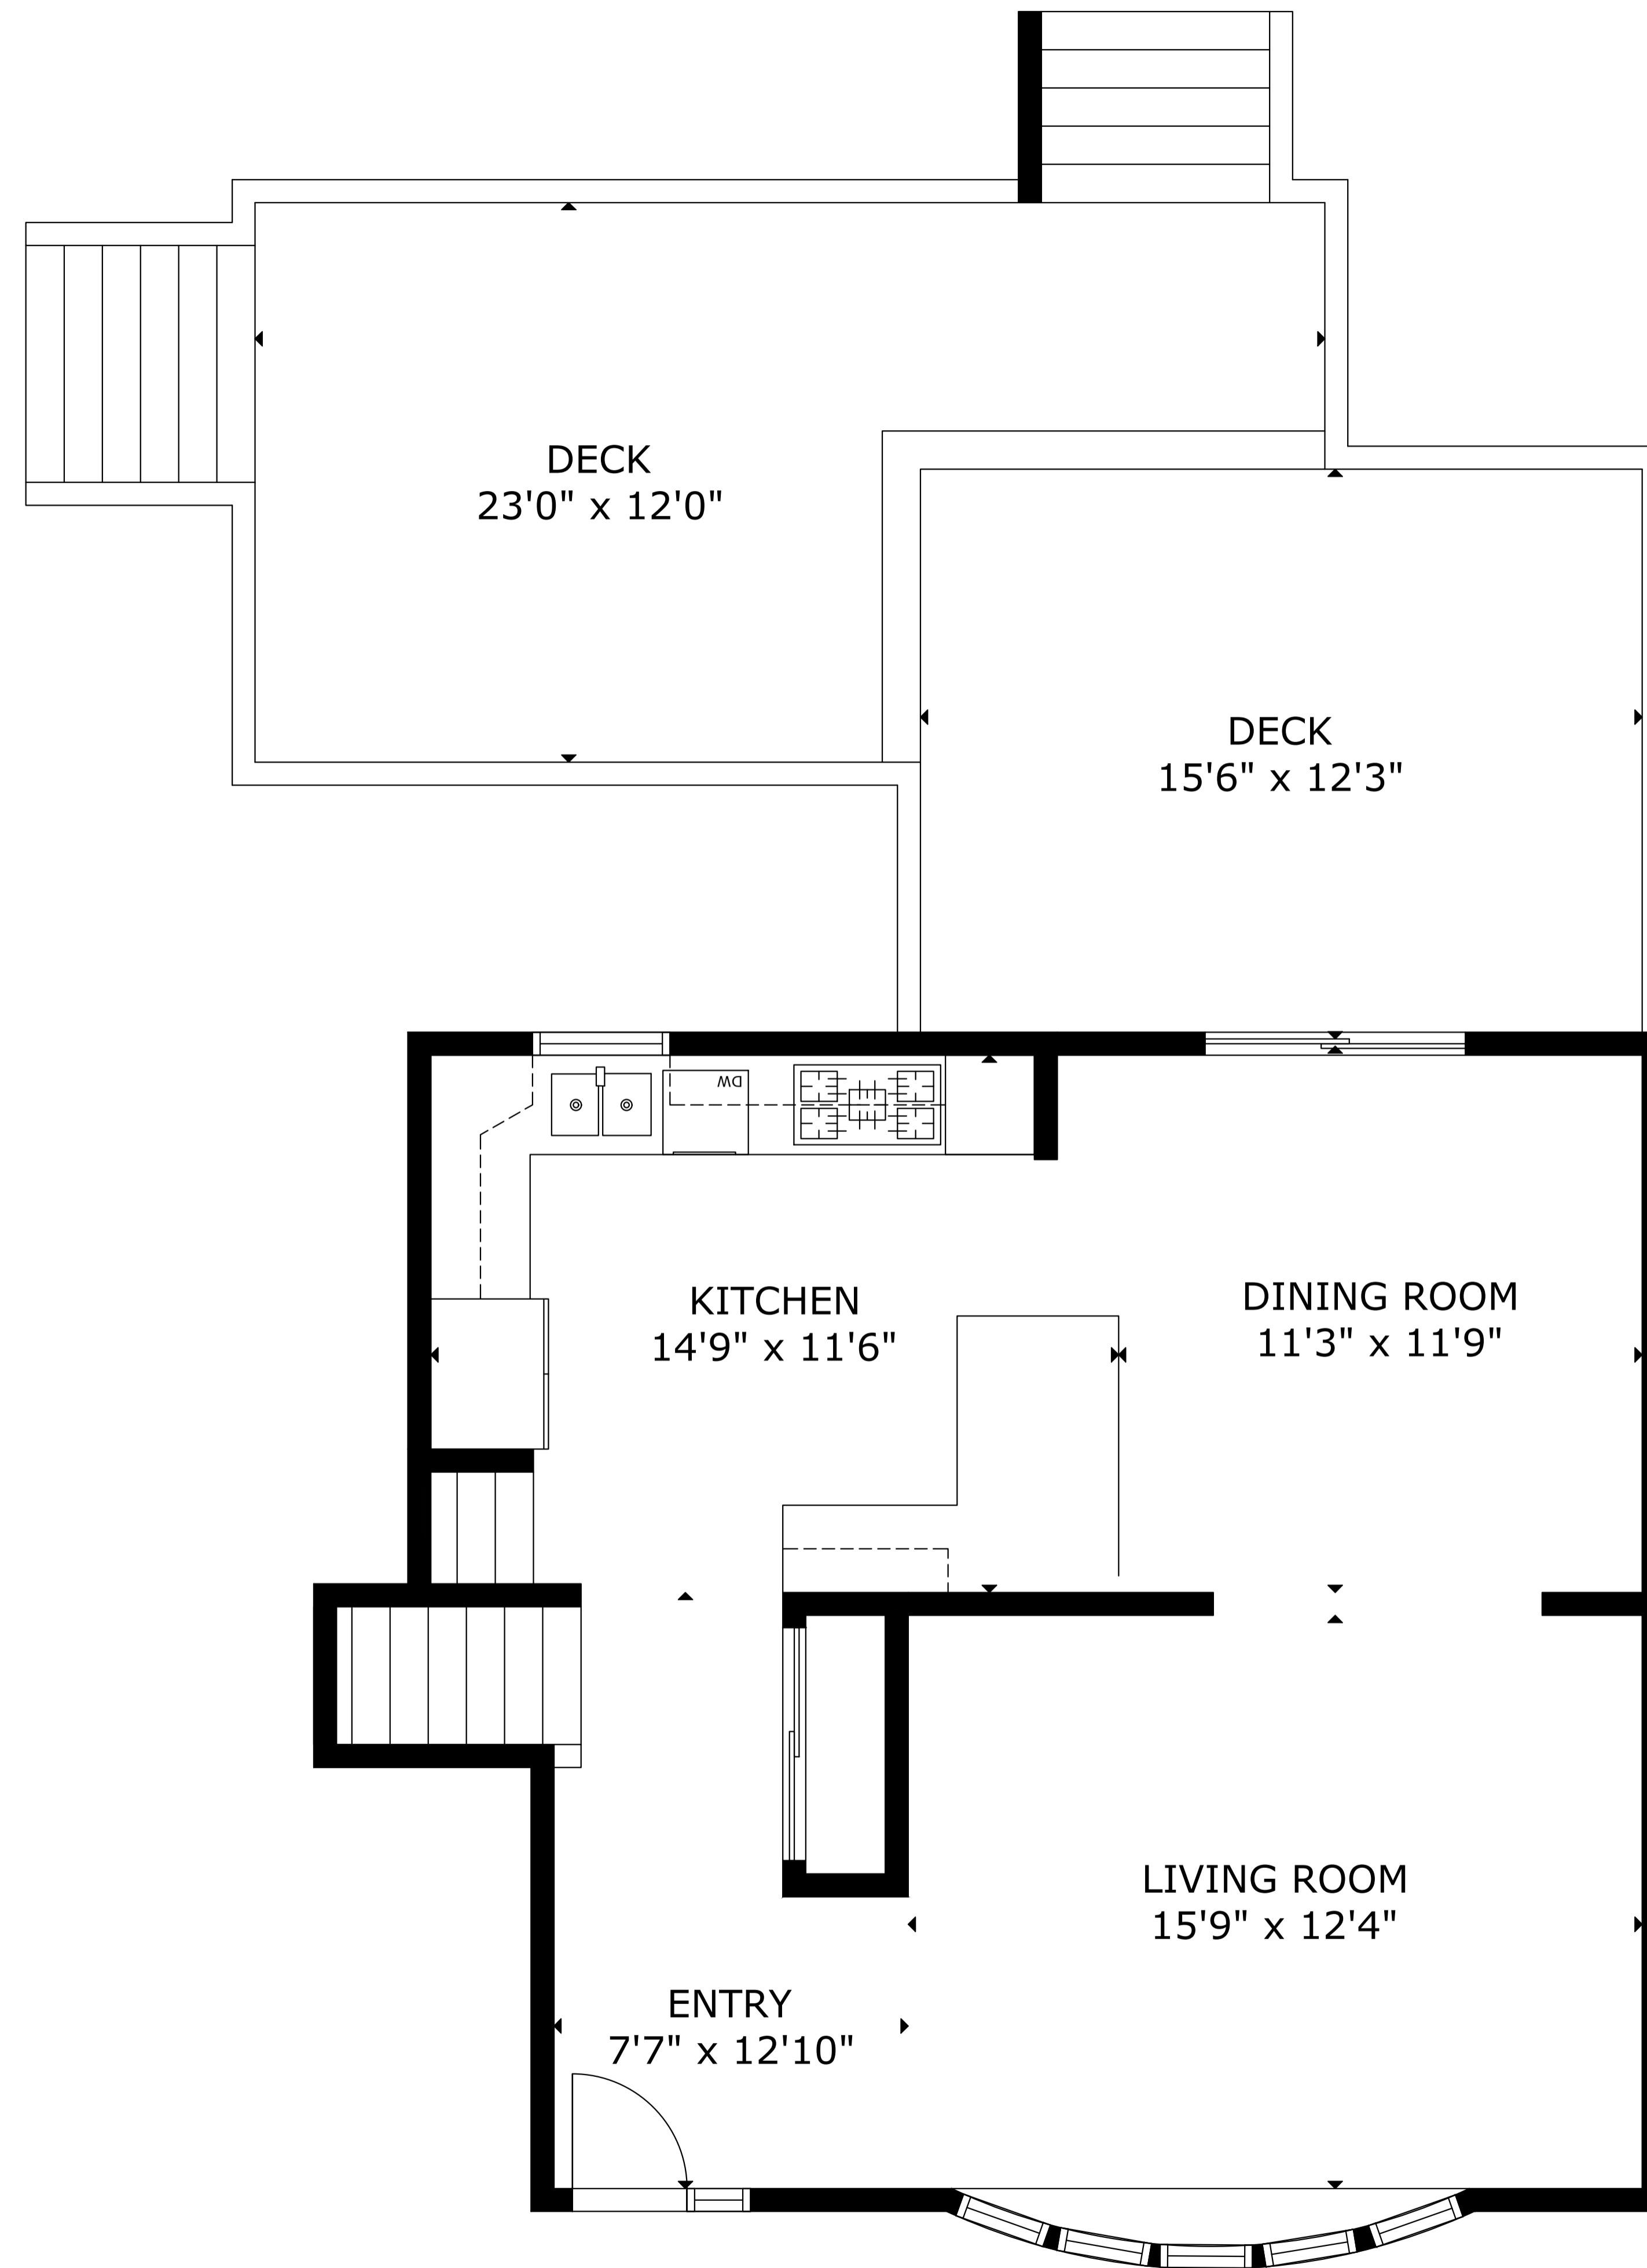 DECK
23'0" x 12'0"
DECK
15'6" x 12'3"
DW
KITCHEN
14'9" x 11'6"
DINING ROOM
11'3" x 11'9"
LIVING ROOM
15'9" x 12'4"
ENTRY
7'7" x 12'10"